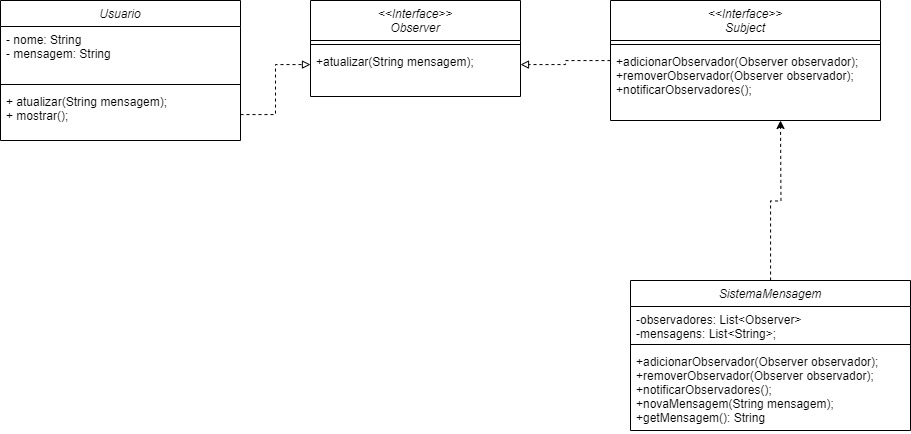 Usuario
- nome: String
- mensagem: String
+ atualizar(String mensagem);
+ mostrar();
<<Interface>>
Observer
+atualizar(String mensagem);
<<Interface>>
Subject
+adicionarObservador(Observer observador);
+removerObservador(Observer observador);
+notificarObservadores();
SistemaMensagem
-observadores: List<Observer>
-mensagens: List<String>;
+adicionarObservador(Observer observador);
+removerObservador(Observer observador);
+notificarObservadores();
+novaMensagem(String mensagem);
+getMensagem(): String